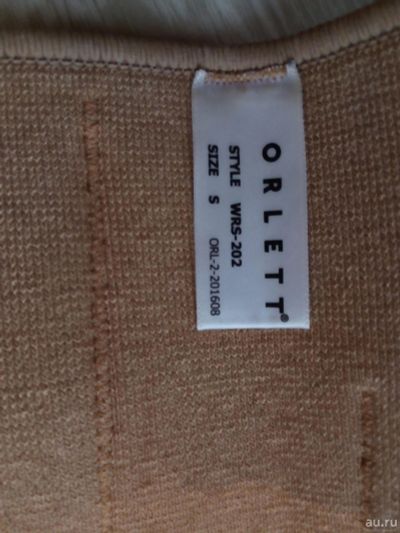 ORLETT®
STYLE WRS-202
SIZE S ORL-2-201608
au.ru